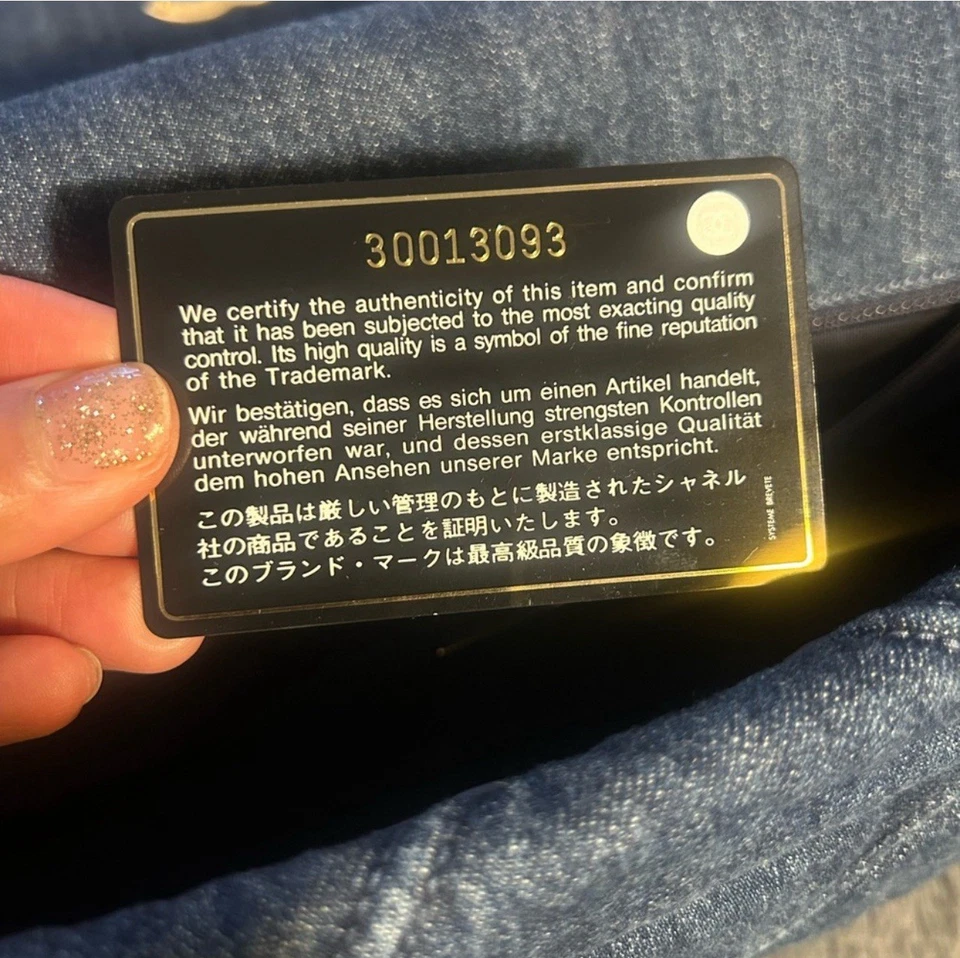 30013093
We certify the authenticity of this item and confirm
that it has been subjected to the most exacting quality
control. Its high quality is a symbol of the fine reputation
of the Trademark.
Wir bestätigen, dass es sich um einen Artikel handelt,
der während seiner Herstellung strengsten Kontrollen
unterworfen war, und dessen erstklassige Qualität
dem hohen Ansehen unserer Marke entspricht.
この製品は厳しい管理のもとに製造されたシャネル
社の商品であることを証明いたします。
このブランド・マークは最高級品質の象徴です。
SYSTEME BREVETE